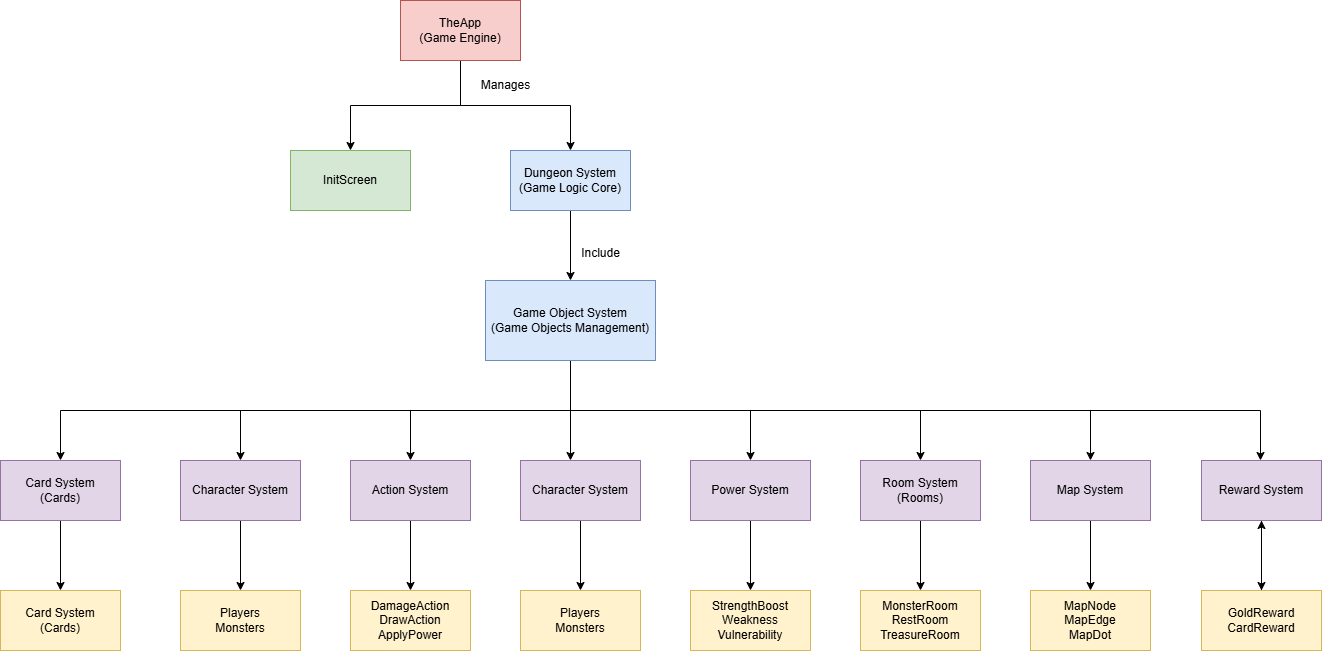 TheApp
(Game Engine)
Manages
InitScreen
Dungeon System
(Game Logic Core)
Include
Game Object System
(Game Objects Management)
Card System
(Cards)
Character System
Action System
Character System
Power System
Room System
(Rooms)
Map System
Reward System
Card System
(Cards)
Players
Monsters
DamageAction
DrawAction
ApplyPower
Players
Monsters
StrengthBoost
Weakness
Vulnerability
MonsterRoom
RestRoom
TreasureRoom
MapNode
MapEdge
MapDot
GoldReward
CardReward